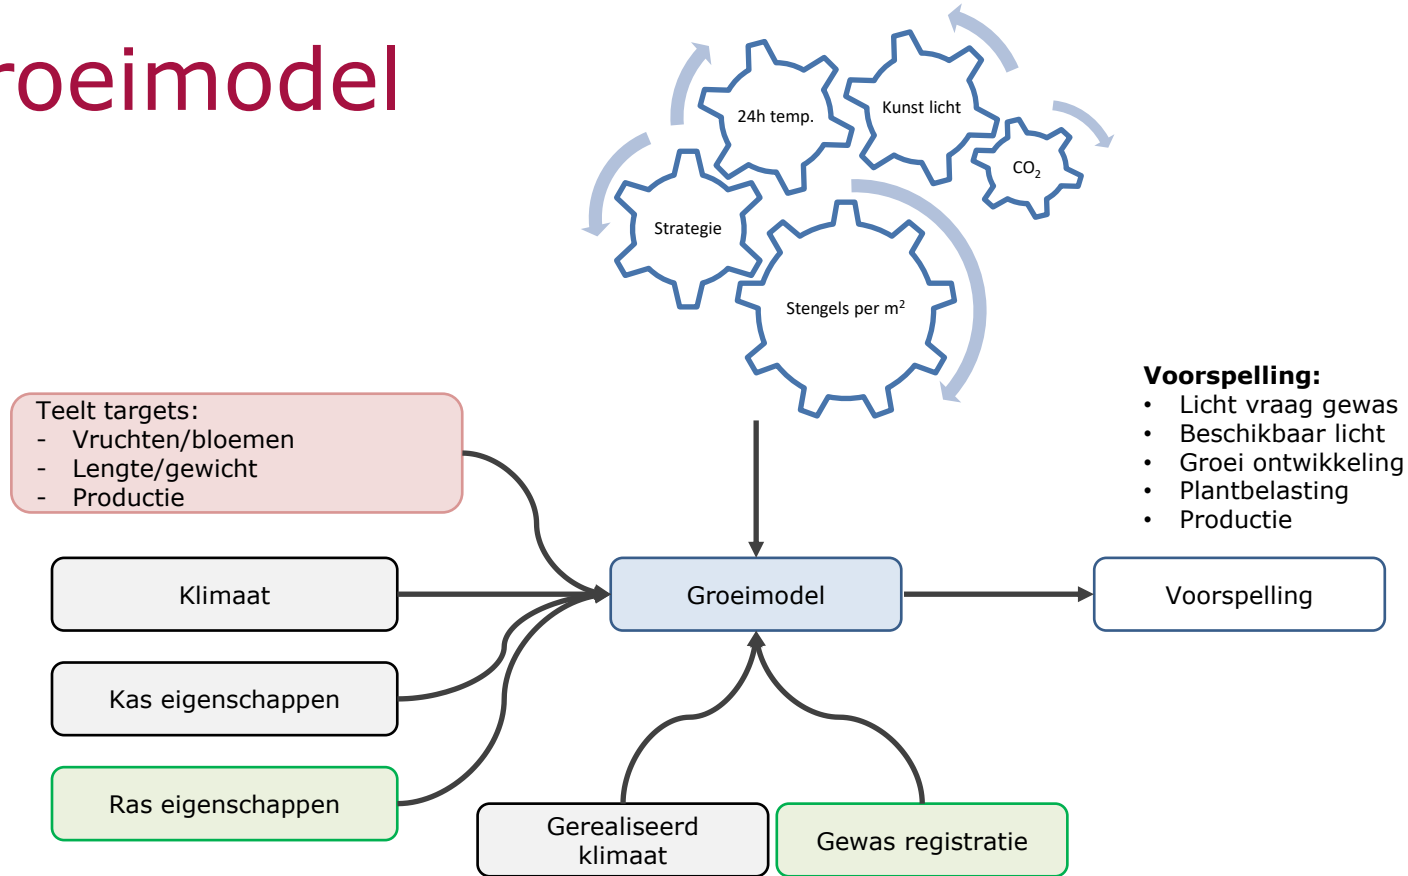 roeimodel
24h temp.
Kunst licht
CO₂
Strategie
Stengels per m²
Teelt targets:
- Vruchten/bloemen
- Lengte/gewicht
- Productie
Voorspelling:
• Licht vraag gewas
• Beschikbaar licht
• Groei ontwikkeling
• Plantbelasting
• Productie
Klimaat
Groeimodel
Voorspelling
Kas eigenschappen
Ras eigenschappen
Gerealiseerd
klimaat
Gewas registratie